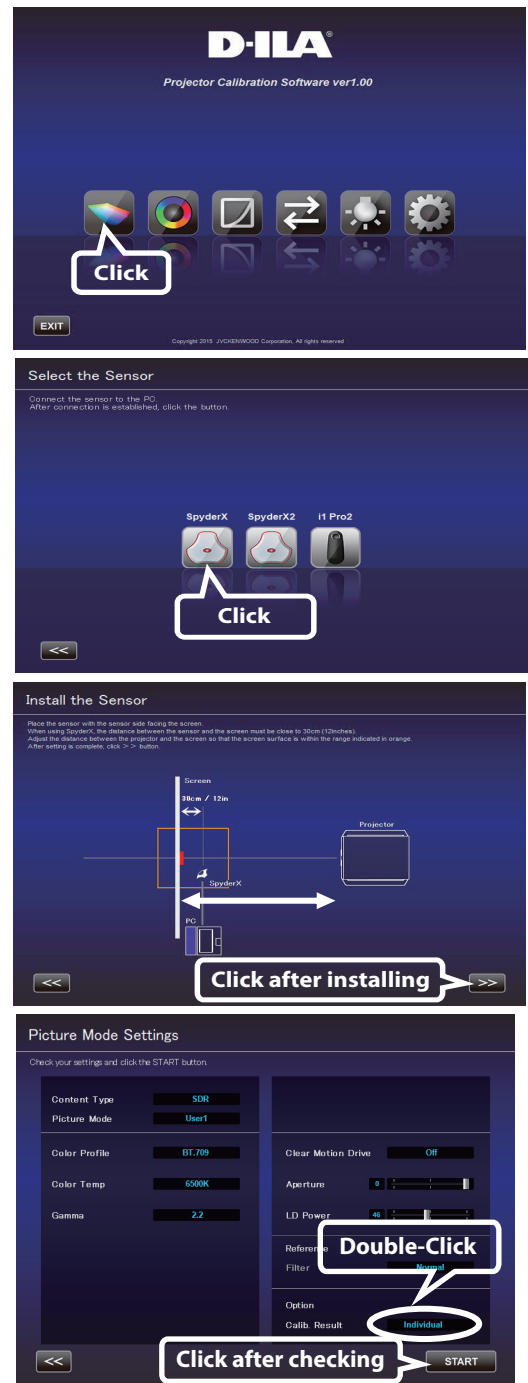 D-ILA®
Projector Calibration Software ver1.00
Click
EXIT
Copyright 2015 JVCKENWOOD Corporation, All rights reserved
Select the Sensor
Connect the sensor to the PC.
After connection is established, click the button.
SpyderX SpyderX2 i1 Pro2
Click
<<
Install the Sensor
Place the sensor with the sensor side facing the screen.
When using SpyderX, the distance between the sensor and the screen must be close to 30cm (12inches).
Adjust the distance between the projector and the screen so that the screen surface is within the range indicated in orange.
After setting is complete, click > > button.
Screen
30cm / 12in
Projector
SpyderX
PC
<<
Click after installing
>>
Picture Mode Settings
Check your settings and click the START button.
Content Type SDR
Picture Mode User1
Color Profile BT.709
Color Temp 6500K
Gamma 2.2
Clear Motion Drive Off
Aperture 0
LD Power 46
Reference
Double-Click
Filter Normal
Option
Calib. Result Individual
<<
Click after checking
START